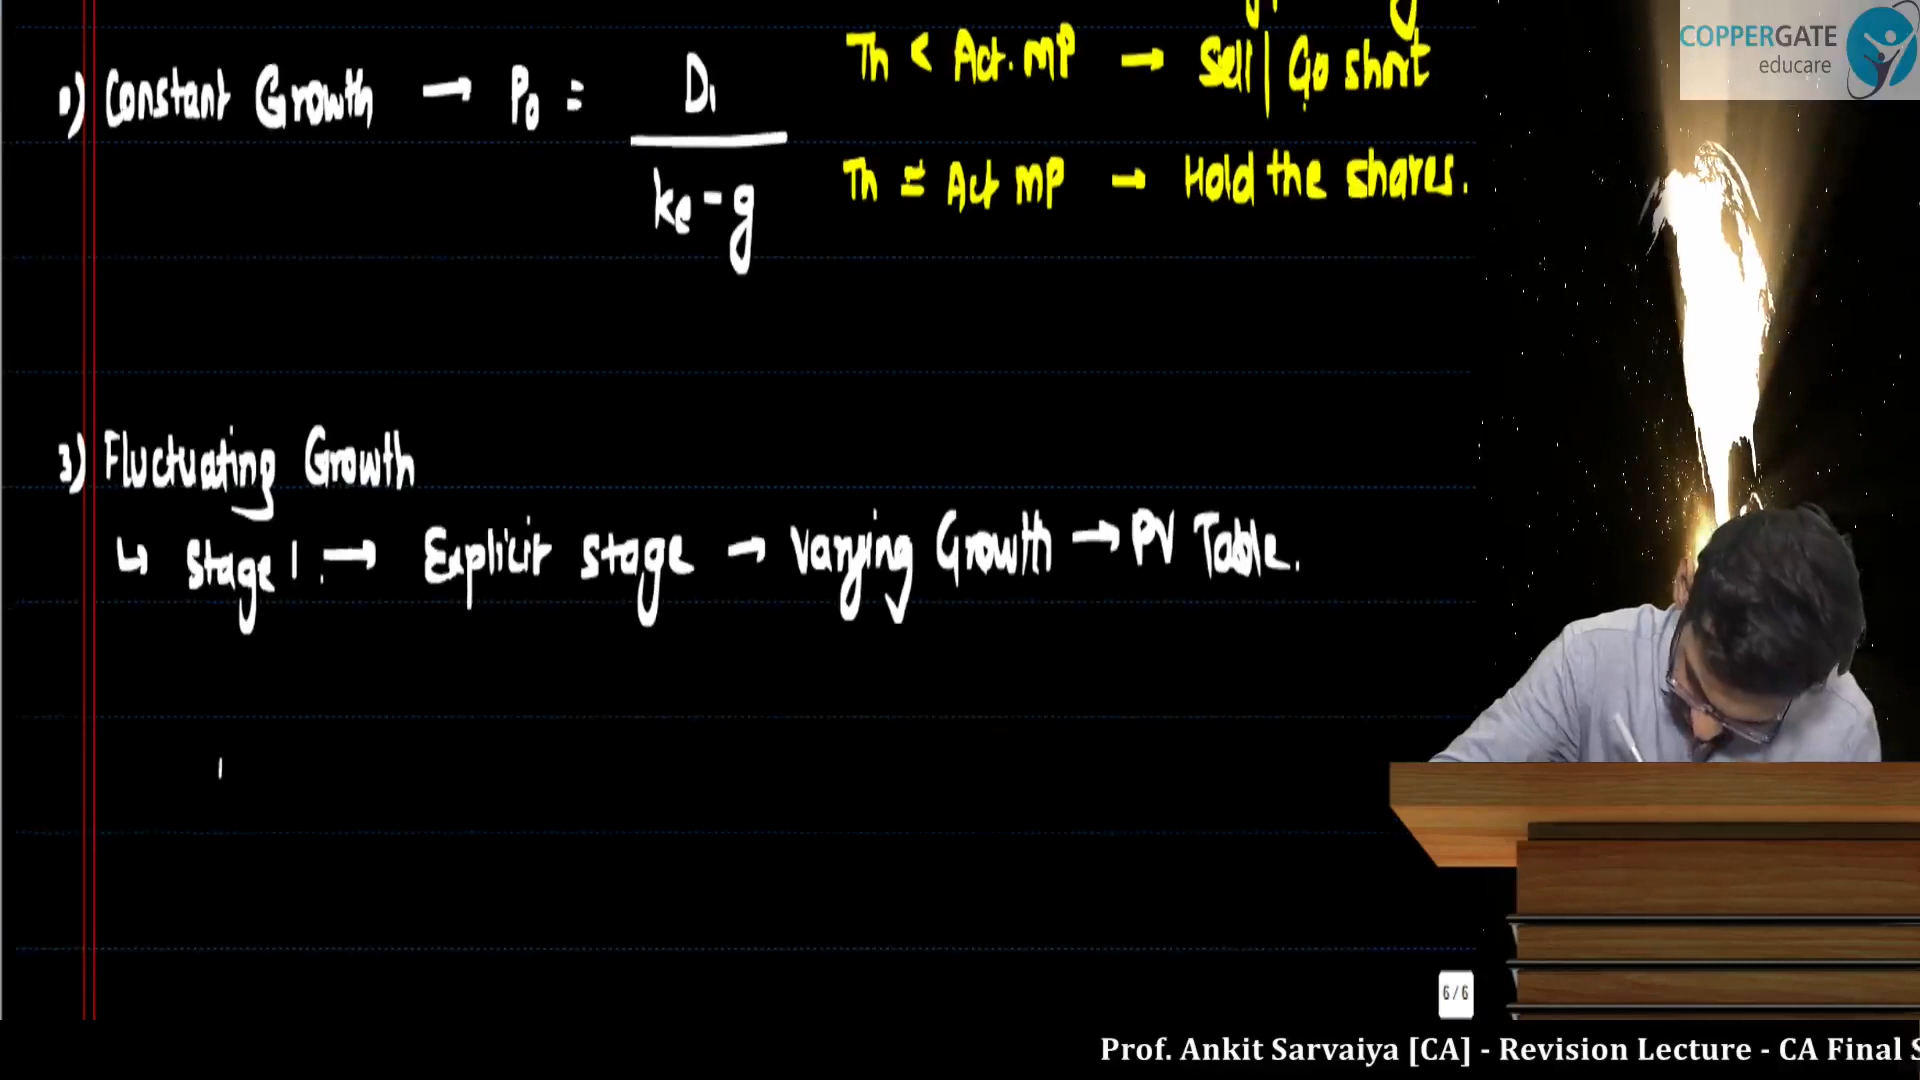 COPPERGATE
educare
Th < Act. MP → Sell | Go short
2) Constant Growth → P0 = D1
ke - g
Th = Act MP → Hold the shares.
3) Fluctuating Growth
↳ Stage 1 → Explicit stage → Varying Growth → PV Table.
6/6
Prof. Ankit Sarvaiya [CA] - Revision Lecture - CA Final